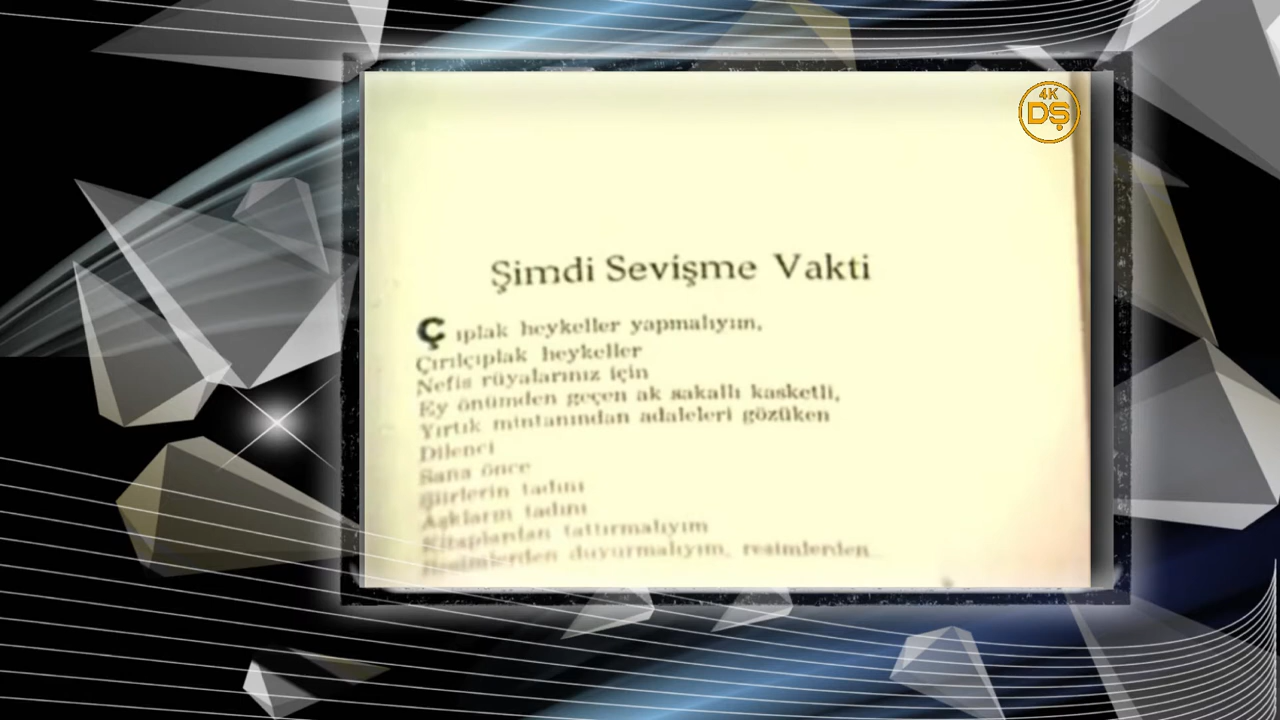 4K
DŞ
Şimdi Sevişme Vakti
Çıplak heykeller yapmalıyım,
Çırılçıplak heykeller
Nefis rüyalarınız için
Ey önümden geçen ak sakallı kasketli,
Yırtık mintanından adaleleri gözüken
Dilenci
Sana önce
Şiirlerin tadını
Aşkların tadını
Kitaplardan tattırmalıyım
Resimlerden duyurmalıyım, resimlerden